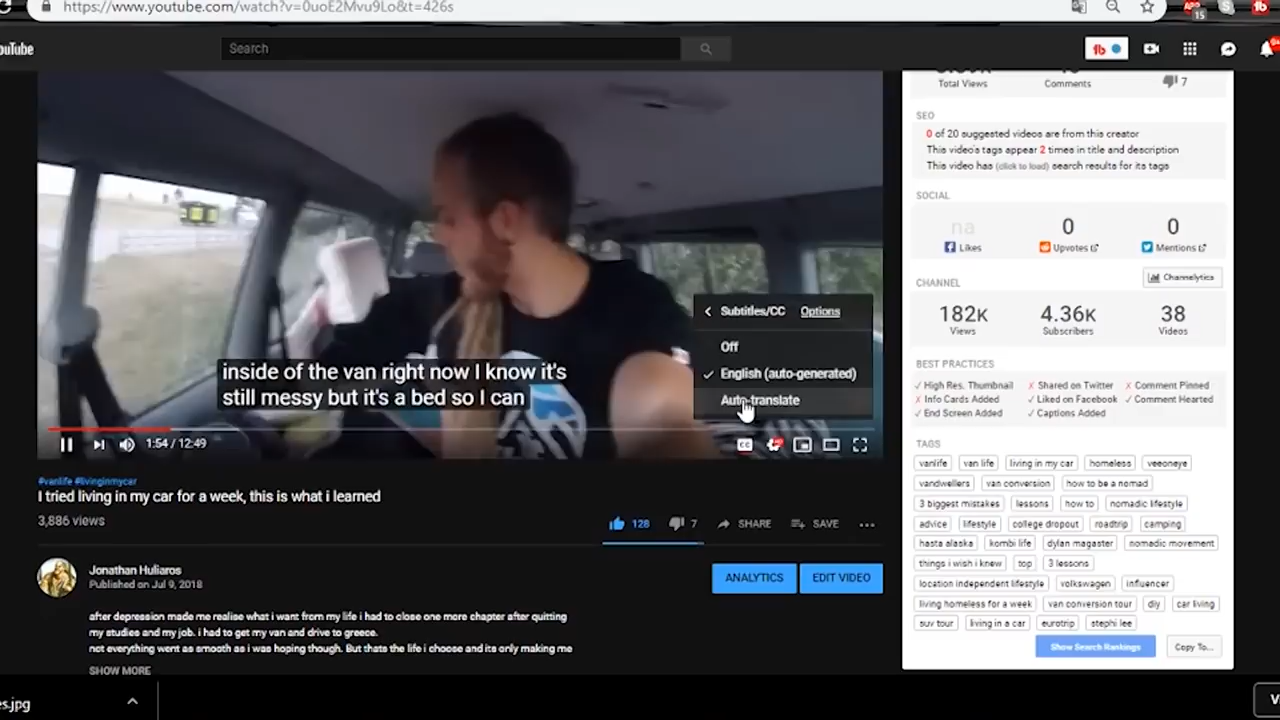 https://www.youtube.com/watch?v=0uoE2Mvu9Lo&t=426s
15
ouTube
Search
Total Views
Comments
7
SEO
0 of 20 suggested videos are from this creator
This video's tags appear 2 times in title and description
This video has (click to load) search results for its tags
SOCIAL
na
0
0
Likes
Upvotes
Mentions
CHANNEL
Channelytics
182K
4.36K
38
Views
Subscribers
Videos
BEST PRACTICES
✓ High Res. Thumbnail
✗ Shared on Twitter
✗ Comment Pinned
✗ Info Cards Added
✓ Liked on Facebook
✓ Comment Hearted
✓ End Screen Added
✓ Captions Added
TAGS
vanlife van life living in my car homeless veeoneye
vandwellers van conversion how to be a nomad
3 biggest mistakes lessons how to nomadic lifestyle
advice lifestyle college dropout roadtrip camping
hasta alaska kombi life dylan magaster nomadic movement
things i wish i knew top 3 lessons
location independent lifestyle volkswagen influencer
living homeless for a week van conversion tour diy car living
suv tour living in a car eurotrip stephi lee
Show Search Rankings
Copy To...
Subtitles/CC Options
Off
✓ English (auto-generated)
Auto-translate
inside of the van right now I know it's
still messy but it's a bed so I can
1:54 / 12:49
CC
#vanlife #livinginmycar
I tried living in my car for a week, this is what i learned
3,886 views
128
7
SHARE
SAVE
Jonathan Huliaros
Published on Jul 9, 2018
ANALYTICS
EDIT VIDEO
after depression made me realise what i want from my life i had to close one more chapter after quitting
my studies and my job. i had to get my van and drive to greece.
not everything went as smooth as i was hoping though. But thats the life i choose and its only making me
SHOW MORE
es.jpg